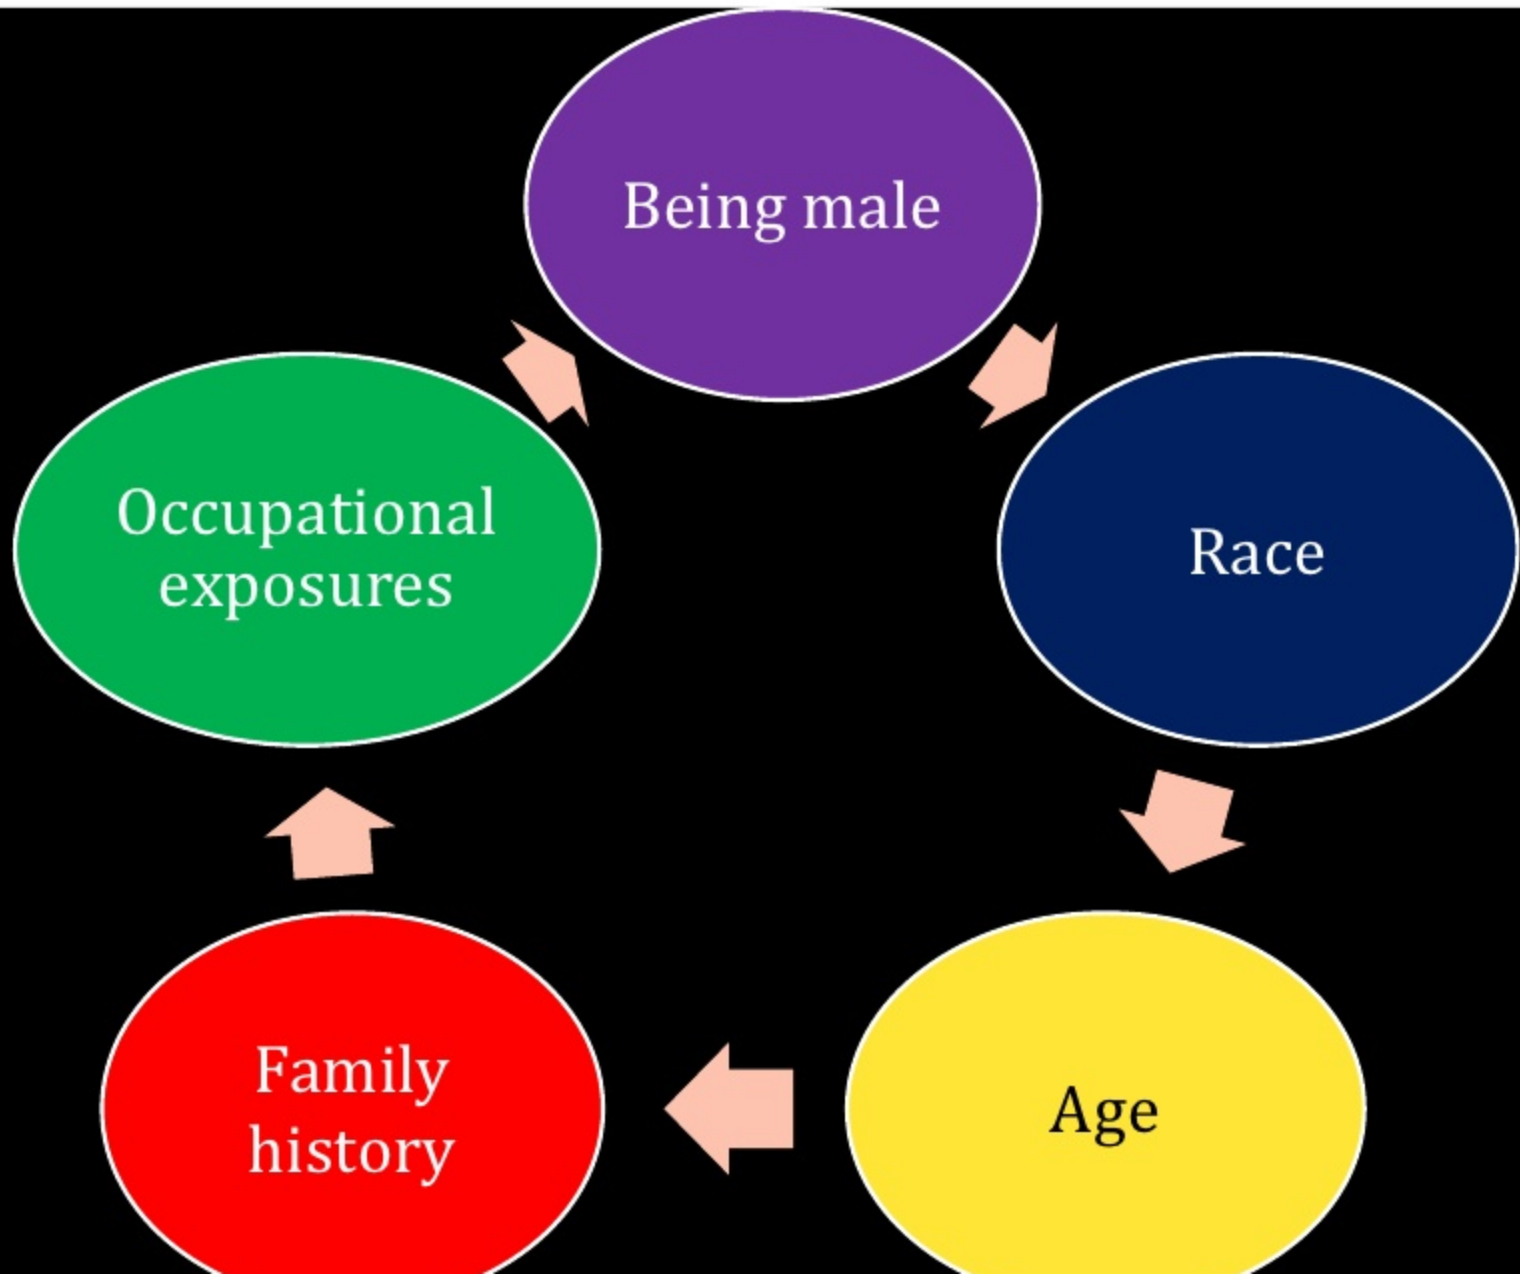 Being male
Race
Age
Family
history
Occupational
exposures